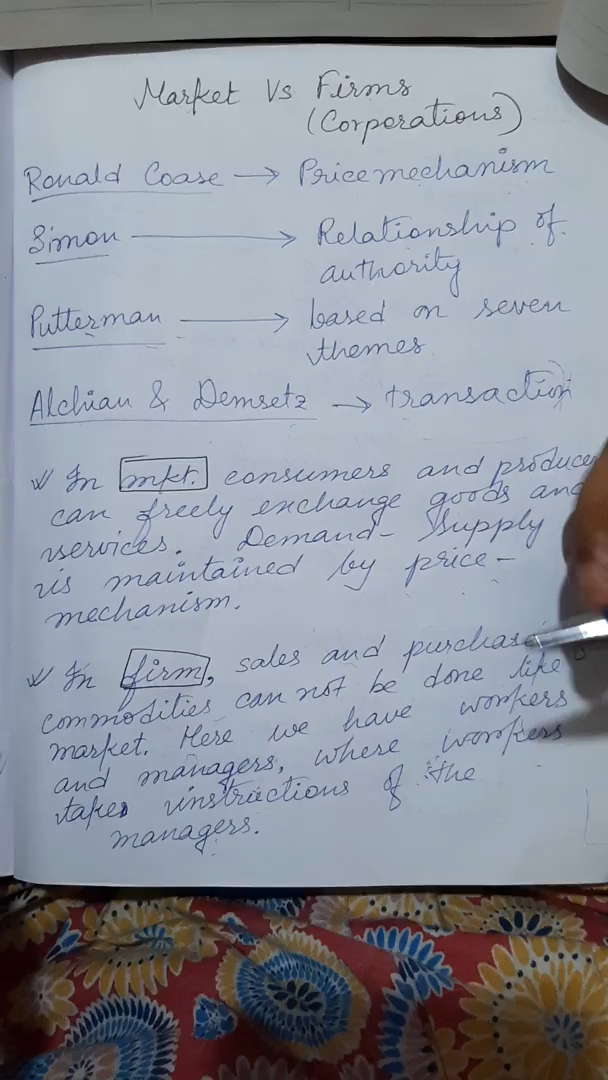 Market Vs Firms
(Corporations)
Ronald Coase → Price mechanism
Simon → Relationship of
authority
Putterman → based on seven
themes
Alchian & Demsetz → transaction
In mkt. consumers and produce
can freely exchange goods and
services. Demand-Supply
is maintained by price-
mechanism.
In firm, sales and purchase
commodities can not be done like
market. Here we have workers
and managers, where workers
takes instructions of the
managers.